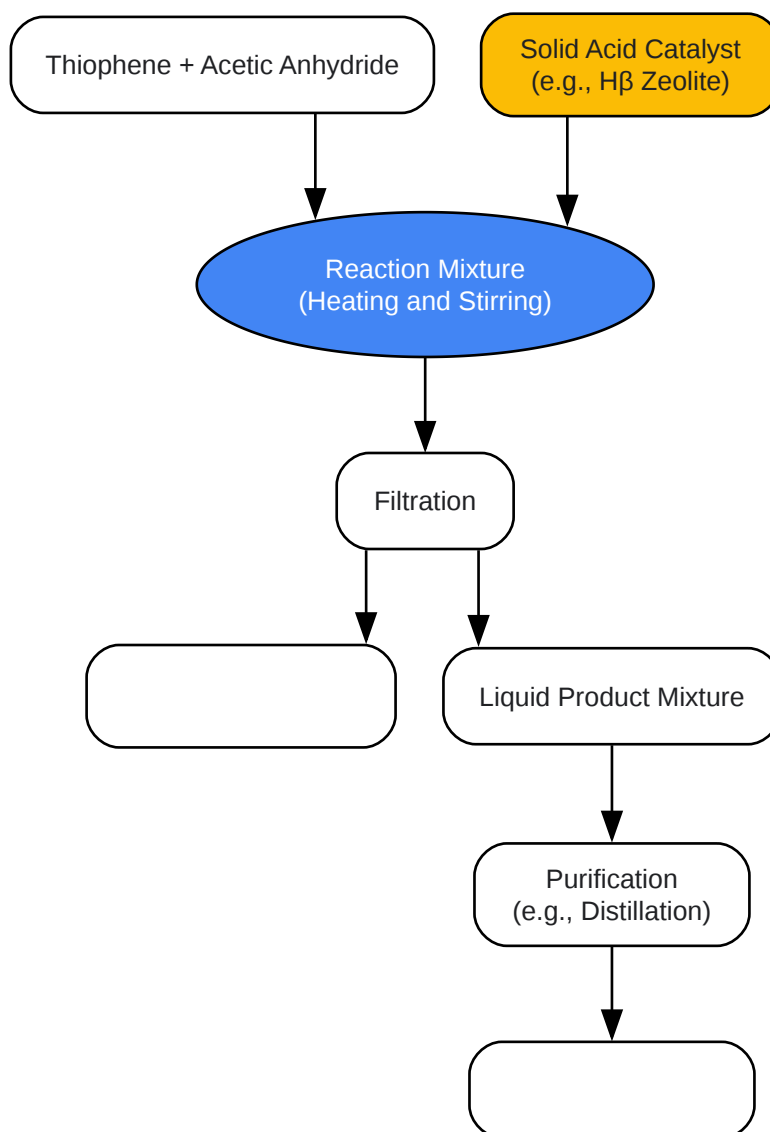 Thiophene + Acetic Anhydride
Solid Acid Catalyst
(e.g., Hβ Zeolite)
Reaction Mixture
(Heating and Stirring)
Filtration
Liquid Product Mixture
Purification
(e.g., Distillation)